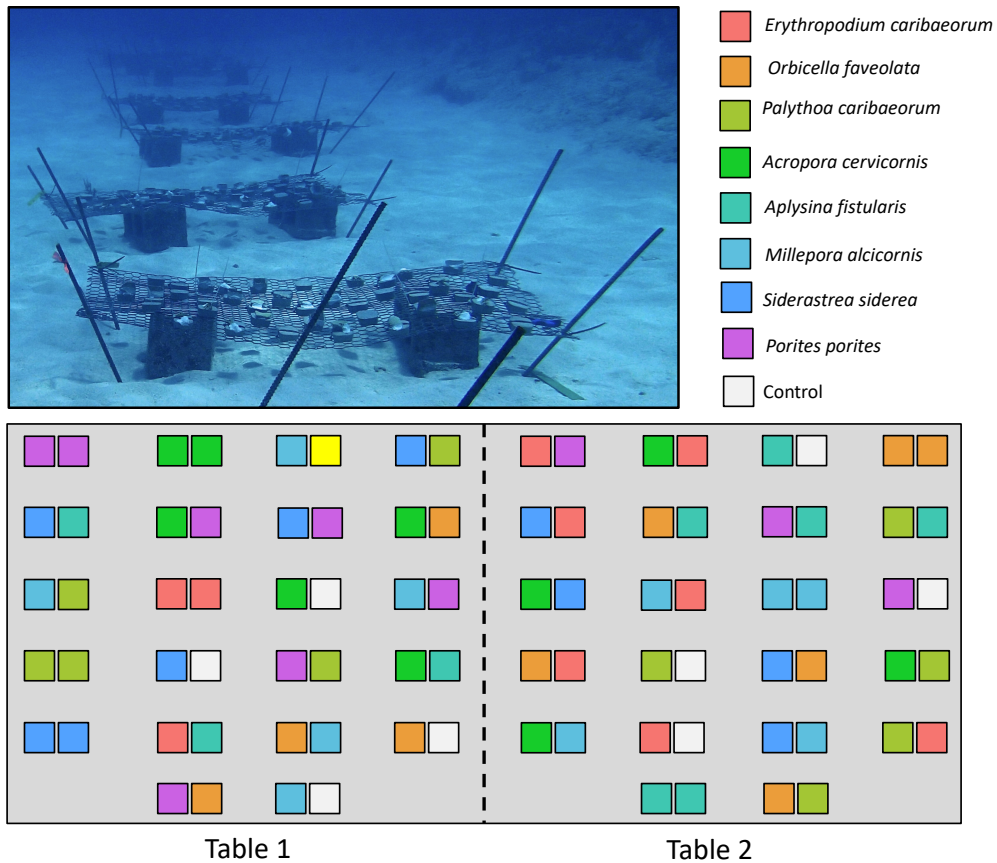 Erythropodium caribaeorum
Orbicella faveolata
Palythoa caribaeorum
Acropora cervicornis
Aplysina fistularis
Millepora alcicornis
Siderastrea siderea
Porites porites
Control
Table 1
Table 2